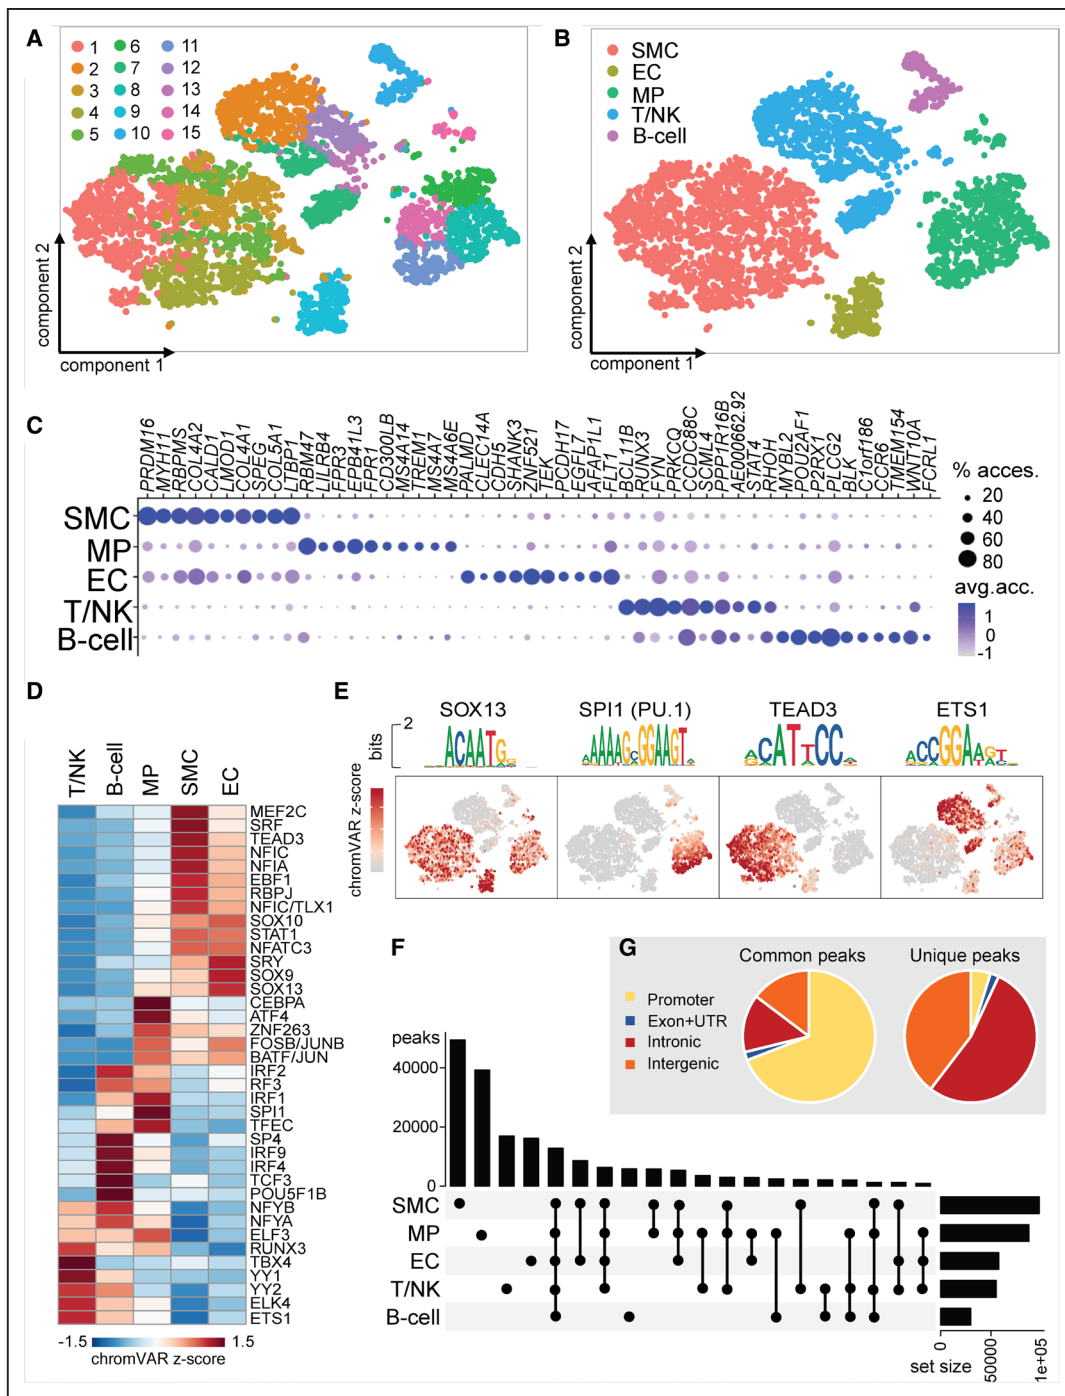 A
1
2
3
4
5
6
7
8
9
10
11
12
13
14
15
component 2
component 1
B
SMC
EC
MP
T/NK
B-cell
component 2
component 1
C
PRDM16
MYH11
RBPMS
COL4A2
CALD1
LMOD1
COL4A1
SPEG
COL5A1
LTBP1
RBM47
LILRB4
FPR3
EPB41L3
FPR1
CD300LB
MS4A14
TREM1
MS4A7
MS4A6E
PALMD
CLEC14A
CDH5
SHANK3
ZNF521
TEK
PCDH17
EGFL7
AFAP1L1
FLT1
BCL11B
RUNX3
FYN
PRKCQ
CCDC88C
SCML4
PPP1R16B
AE000662.92
STAT4
RHOH
MYBL2
POU2AF1
P2RX1
PLCG2
BLK
C1orf186
CCR6
TMEM154
WNT10A
FCRL1
SMC
MP
EC
T/NK
B-cell
% acces.
20
40
60
80
avg.acc.
1
0
-1
D
T/NK
B-cell
MP
SMC
EC
MEF2C
SRF
TEAD3
NFIC
NFIA
EBF1
RBPJ
NFIC/TLX1
SOX10
STAT1
NFATC3
SRY
SOX9
SOX13
CEBPA
ATF4
ZNF263
FOSB/JUNB
BATF/JUN
IRF2
RF3
IRF1
SPI1
TFEC
SP4
IRF9
IRF4
TCF3
POU5F1B
NFYB
NFYA
ELF3
RUNX3
TBX4
YY1
YY2
ELK4
ETS1
-1.5 1.5
chromVAR z-score
E
SOX13
SPI1 (PU.1)
TEAD3
ETS1
2
bits
ACAATG
AAAAGCGGAAGT
GCATTCC
ACCGGAAGT
chromVAR z-score
F
peaks
40000
20000
0
SMC
MP
EC
T/NK
B-cell
0
50000
1e+05
set size
G
Common peaks
Unique peaks
Promoter
Exon+UTR
Intronic
Intergenic